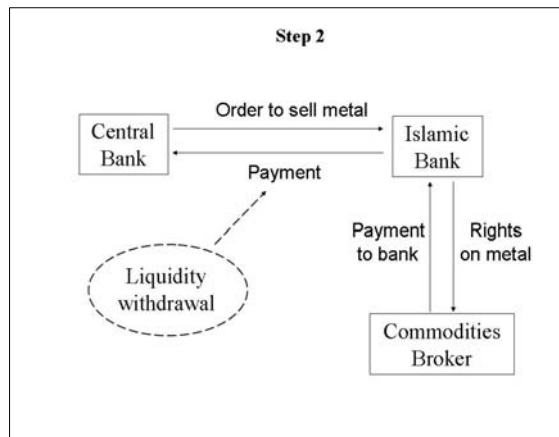 Step 2
Order to sell metal
Central
Bank
Islamic
Bank
Payment
Payment
to bank
Rights
on metal
Liquidity
withdrawal
Commodities
Broker